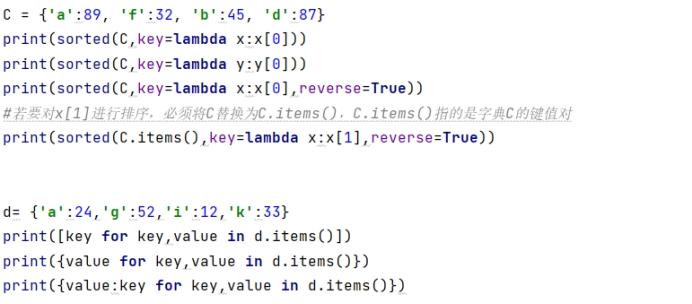 C = {'a':89, 'f':32, 'b':45, 'd':87}
print(sorted(C,key=lambda x:x[0]))
print(sorted(C,key=lambda y:y[0]))
print(sorted(C,key=lambda x:x[0],reverse=True))
#若要对x[1]进行排序，必须将C替换为C.items()，C.items()指的是字典C的键值对
print(sorted(C.items(),key=lambda x:x[1],reverse=True))
d= {'a':24,'g':52,'i':12,'k':33}
print([key for key,value in d.items()])
print({value for key,value in d.items()})
print({value:key for key,value in d.items()})